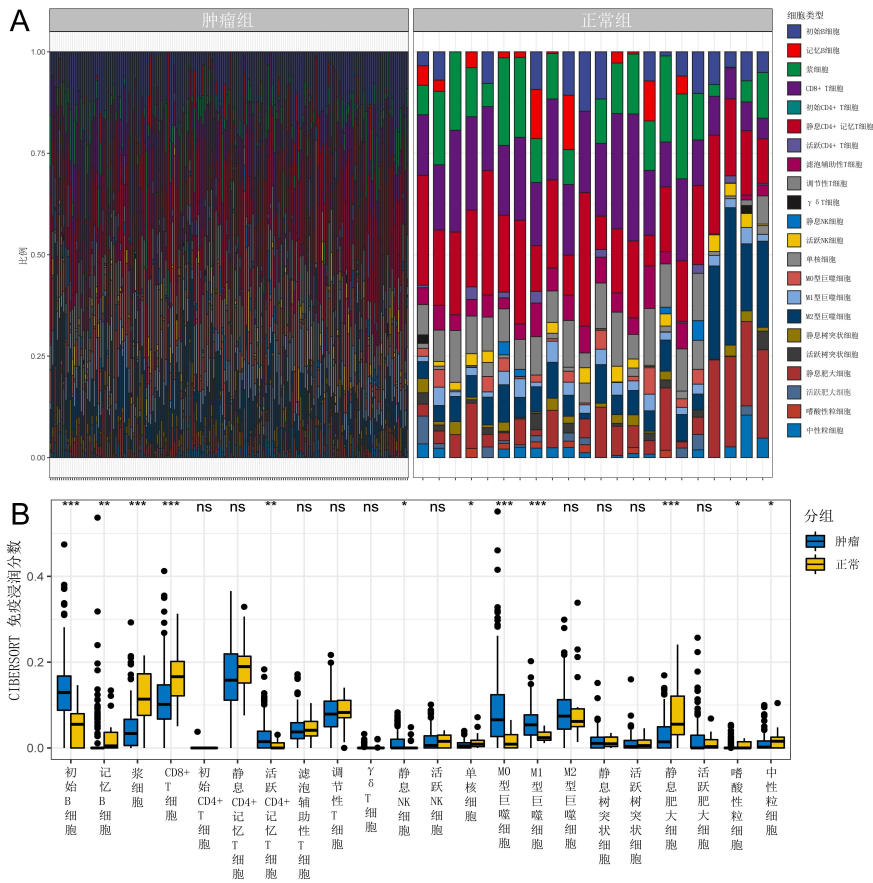 A
肿瘤组
正常组
细胞类型
初始B细胞
记忆B细胞
浆细胞
CD8+ T细胞
初始CD4+ T细胞
静息CD4+ 记忆T细胞
活跃CD4+ T细胞
滤泡辅助性T细胞
调节性T细胞
γδT细胞
静息NK细胞
活跃NK细胞
单核细胞
M0型巨噬细胞
M1型巨噬细胞
M2型巨噬细胞
静息树突状细胞
活跃树突状细胞
静息肥大细胞
活跃肥大细胞
嗜酸性粒细胞
中性粒细胞
比例
1.00
0.75
0.50
0.25
0.00
B
CIBERSORT 免疫浸润分数
0.4
0.2
0.0
*** ** *** *** ns ns ** ns ns ns * ns * *** *** ns ns ns *** ns * *
分组
肿瘤
正常
初始B细胞
记忆B细胞
浆细胞
CD8+T细胞
初始CD4+T细胞
静息CD4+记忆T细胞
活跃CD4+记忆T细胞
滤泡辅助性T细胞
调节性T细胞
γδT细胞
静息NK细胞
活跃NK细胞
单核细胞
M0型巨噬细胞
M1型巨噬细胞
M2型巨噬细胞
静息树突状细胞
活跃树突状细胞
静息肥大细胞
活跃肥大细胞
嗜酸性粒细胞
中性粒细胞